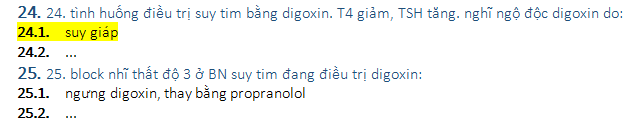 24. 24. tình huống điều trị suy tim bằng digoxin. T4 giảm, TSH tăng. nghĩ ngộ độc digoxin do:
24.1. suy giáp
24.2. ...
25. 25. block nhĩ thất độ 3 ở BN suy tim đang điều trị digoxin:
25.1. ngưng digoxin, thay bằng propranolol
25.2. ...